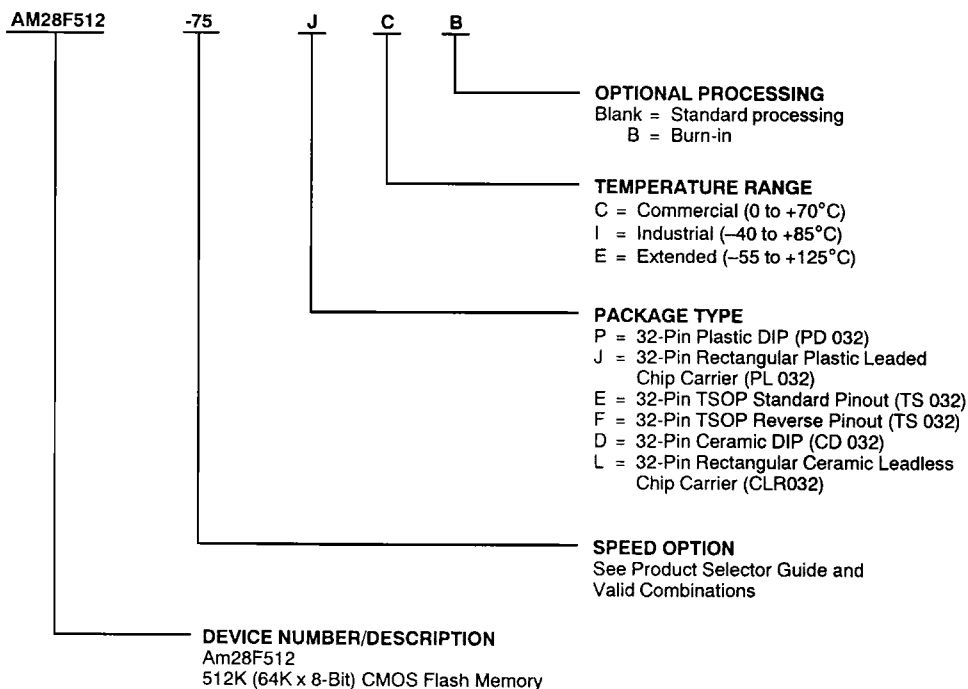 AM28F512 -75 J C B
OPTIONAL PROCESSING
Blank = Standard processing
B = Burn-in
TEMPERATURE RANGE
C = Commercial (0 to +70°C)
I = Industrial (–40 to +85°C)
E = Extended (–55 to +125°C)
PACKAGE TYPE
P = 32-Pin Plastic DIP (PD 032)
J = 32-Pin Rectangular Plastic Leaded
Chip Carrier (PL 032)
E = 32-Pin TSOP Standard Pinout (TS 032)
F = 32-Pin TSOP Reverse Pinout (TS 032)
D = 32-Pin Ceramic DIP (CD 032)
L = 32-Pin Rectangular Ceramic Leadless
Chip Carrier (CLR032)
SPEED OPTION
See Product Selector Guide and
Valid Combinations
DEVICE NUMBER/DESCRIPTION
Am28F512
512K (64K x 8-Bit) CMOS Flash Memory